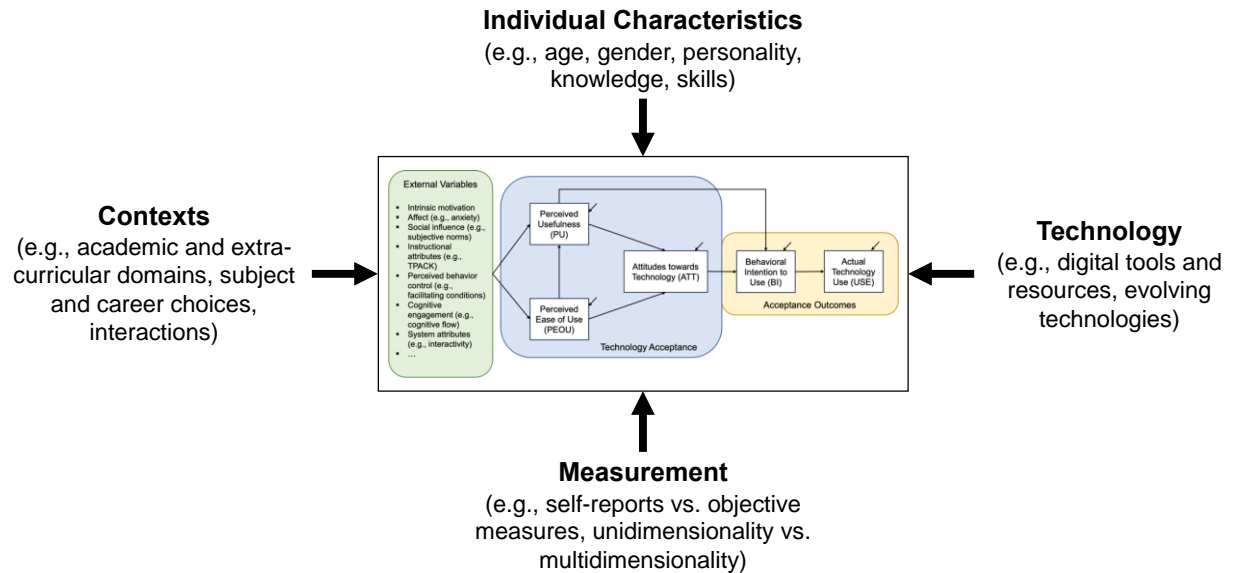 Individual Characteristics
(e.g., age, gender, personality,
knowledge, skills)
Contexts
(e.g., academic and extra-
curricular domains, subject
and career choices,
interactions)
External Variables
▪ Intrinsic motivation
▪ Affect (e.g., anxiety)
▪ Social influence (e.g.,
subjective norms)
▪ Instructional
attributes (e.g.,
TPACK)
▪ Perceived behavior
control (e.g.,
facilitating conditions)
▪ Cognitive
engagement (e.g.,
cognitive flow)
▪ System attributes
(e.g., interactivity)
▪ …
Perceived
Usefulness
(PU)
Perceived
Ease of Use
(PEOU)
Attitudes towards
Technology (ATT)
Technology Acceptance
Behavioral
Intention to
Use (BI)
Actual
Technology
Use (USE)
Acceptance Outcomes
Technology
(e.g., digital tools and
resources, evolving
technologies)
Measurement
(e.g., self-reports vs. objective
measures, unidimensionality vs.
multidimensionality)